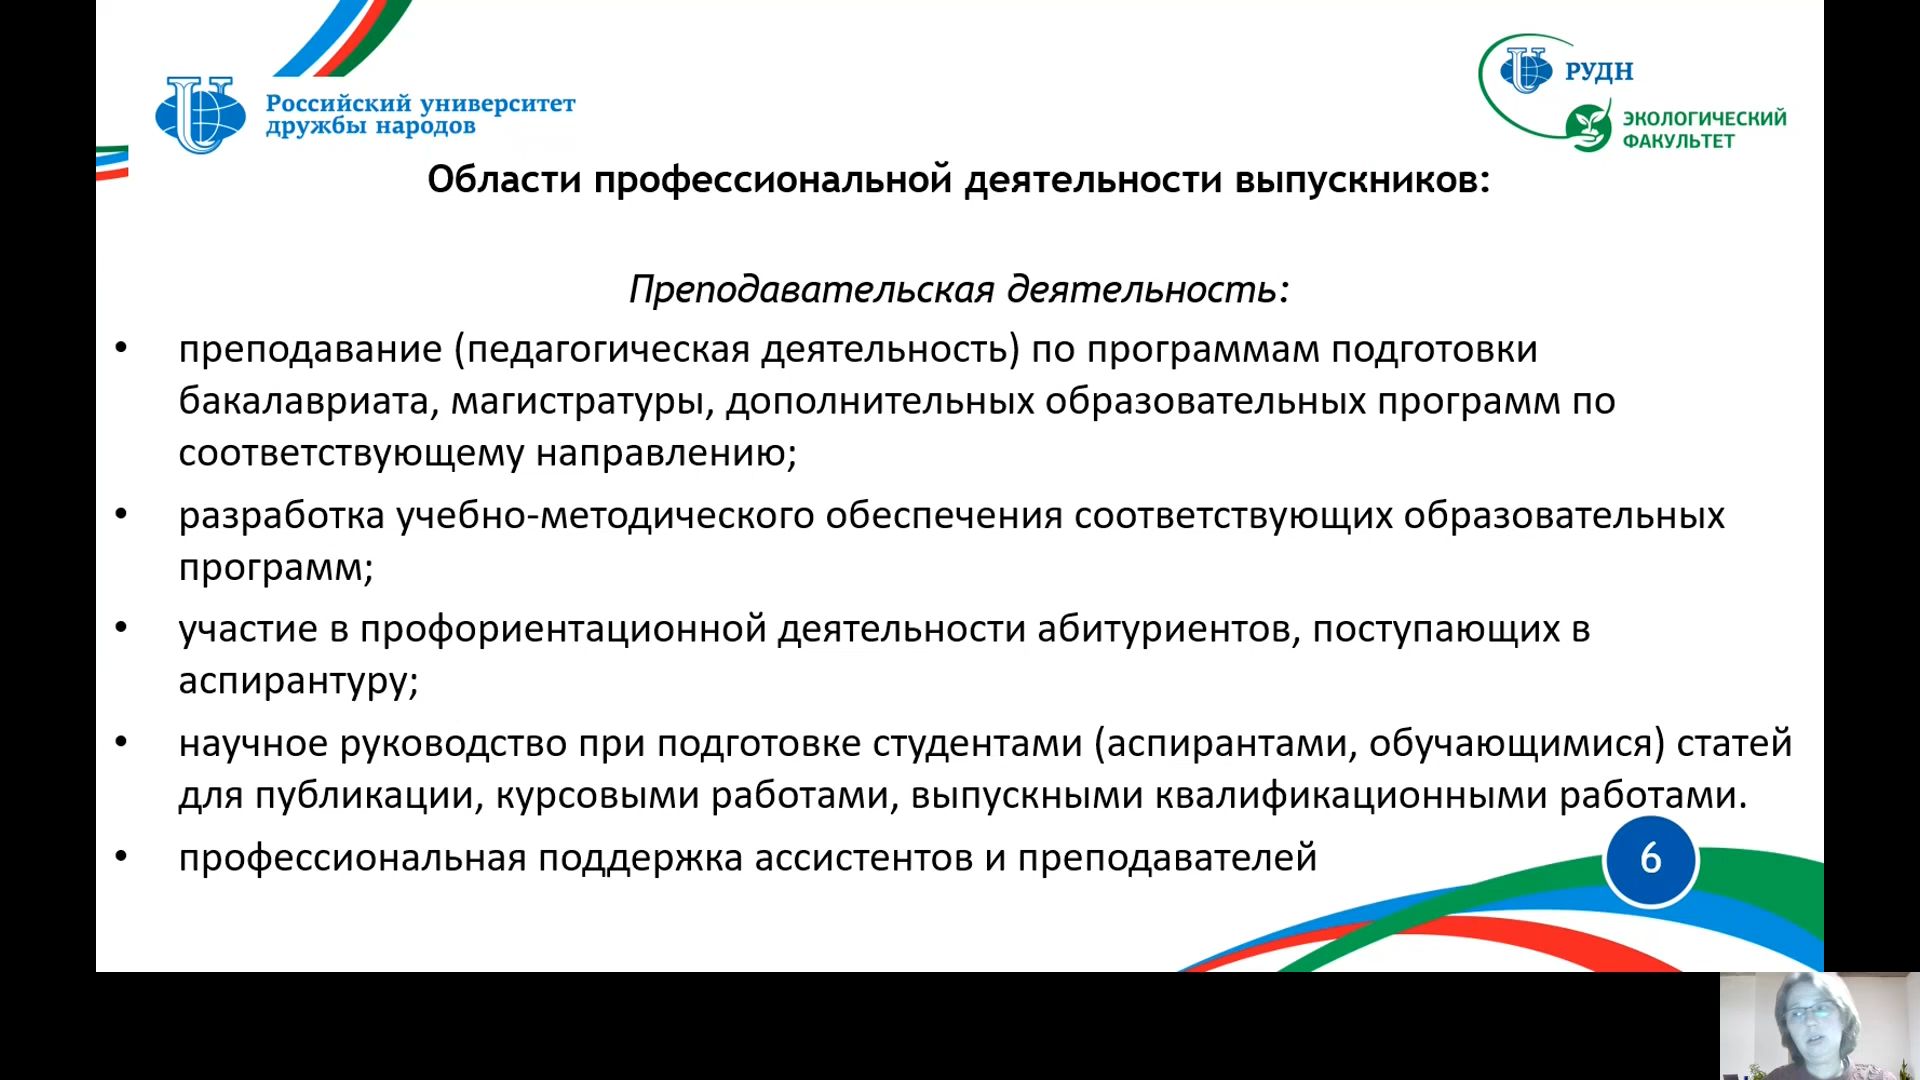 Российский университет
дружбы народов
РУДН
ЭКОЛОГИЧЕСКИЙ
ФАКУЛЬТЕТ
Области профессиональной деятельности выпускников:
Преподавательская деятельность:
• преподавание (педагогическая деятельность) по программам подготовки
бакалавриата, магистратуры, дополнительных образовательных программ по
соответствующему направлению;
• разработка учебно-методического обеспечения соответствующих образовательных
программ;
• участие в профориентационной деятельности абитуриентов, поступающих в
аспирантуру;
• научное руководство при подготовке студентами (аспирантами, обучающимися) статей
для публикации, курсовыми работами, выпускными квалификационными работами.
• профессиональная поддержка ассистентов и преподавателей
6